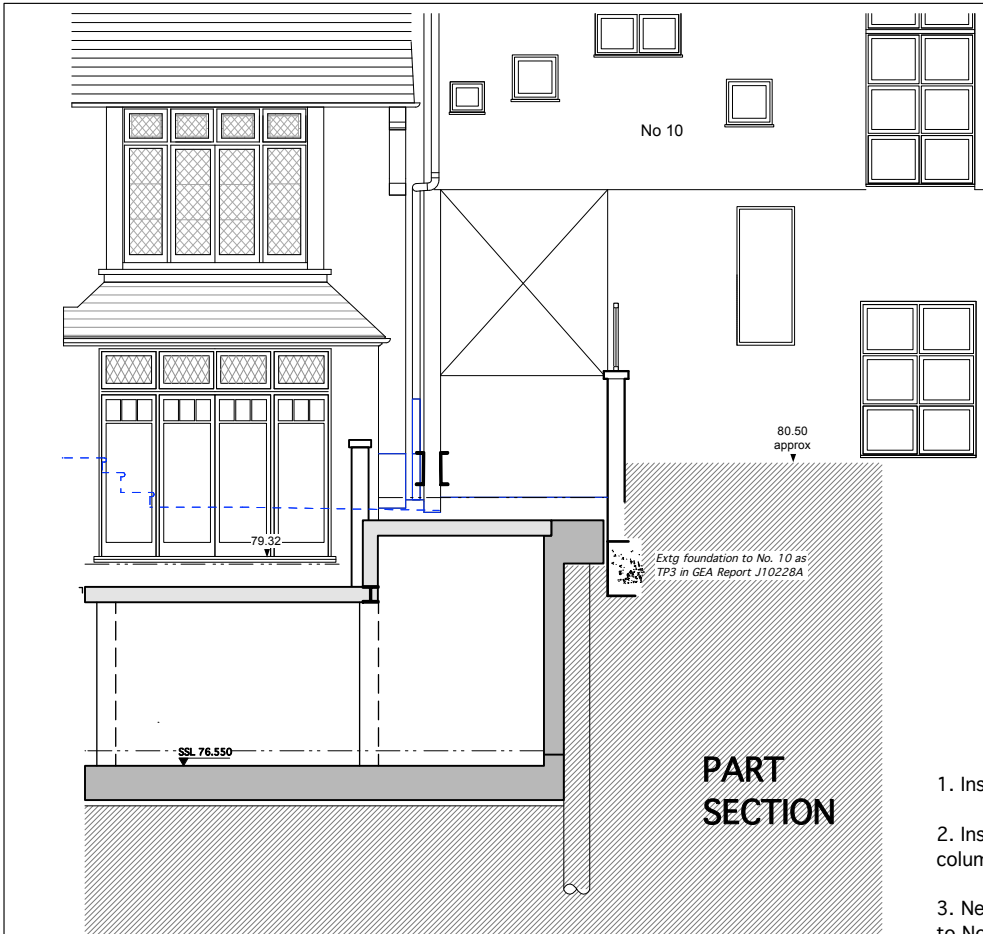 No 10
80.50
approx
79.32
Extg foundation to No. 10 as
TP3 in GEA Report J10228A
SSL 76.550
PART
SECTION
1. Ins
2. Ins
colum
3. Ne
to No